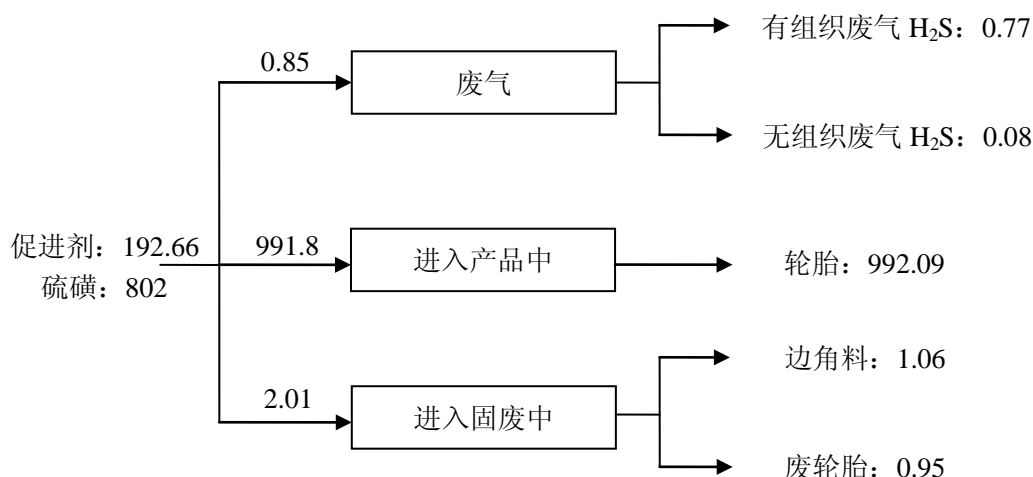 有组织废气 H₂S：0.77
0.85
废气
无组织废气 H₂S：0.08
促进剂：192.66
硫磺：802
991.8
进入产品中
轮胎：992.09
边角料：1.06
2.01
进入固废中
废轮胎：0.95